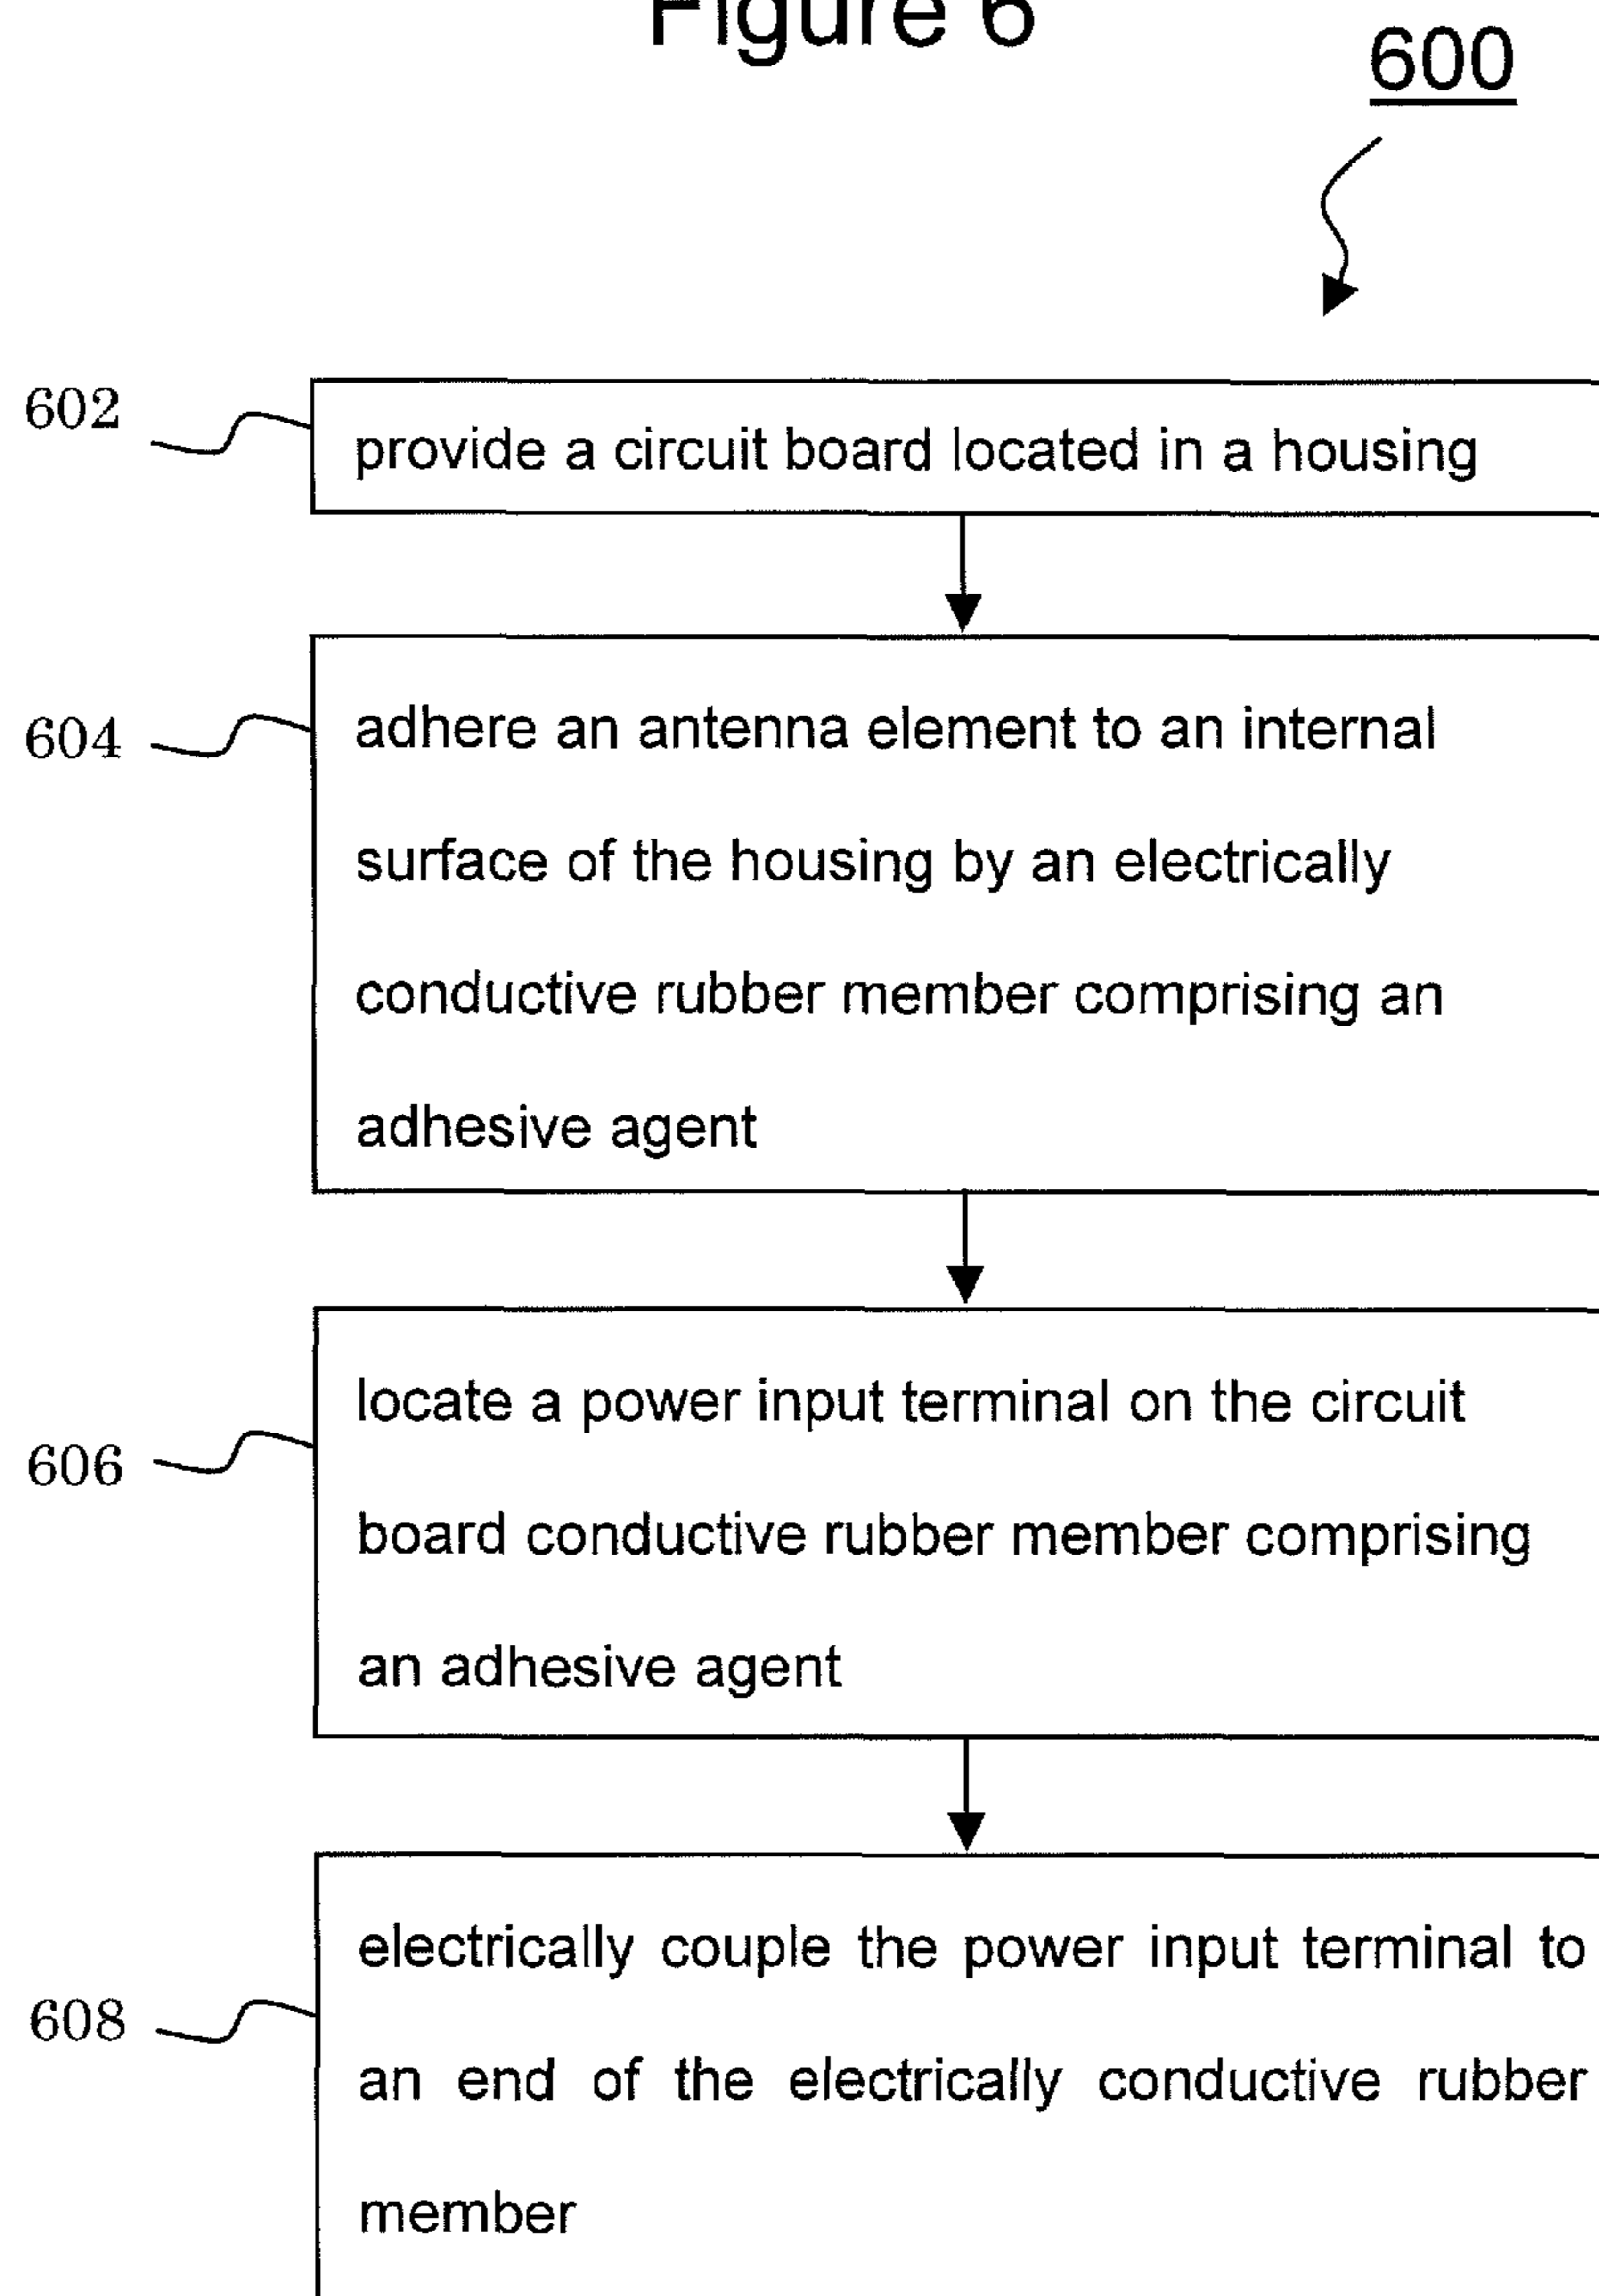 Figure 6
600
602
provide a circuit board located in a housing
604
adhere an antenna element to an internal
surface of the housing by an electrically
conductive rubber member comprising an
adhesive agent
606
locate a power input terminal on the circuit
board conductive rubber member comprising
an adhesive agent
608
electrically couple the power input terminal to
an end of the electrically conductive rubber
member